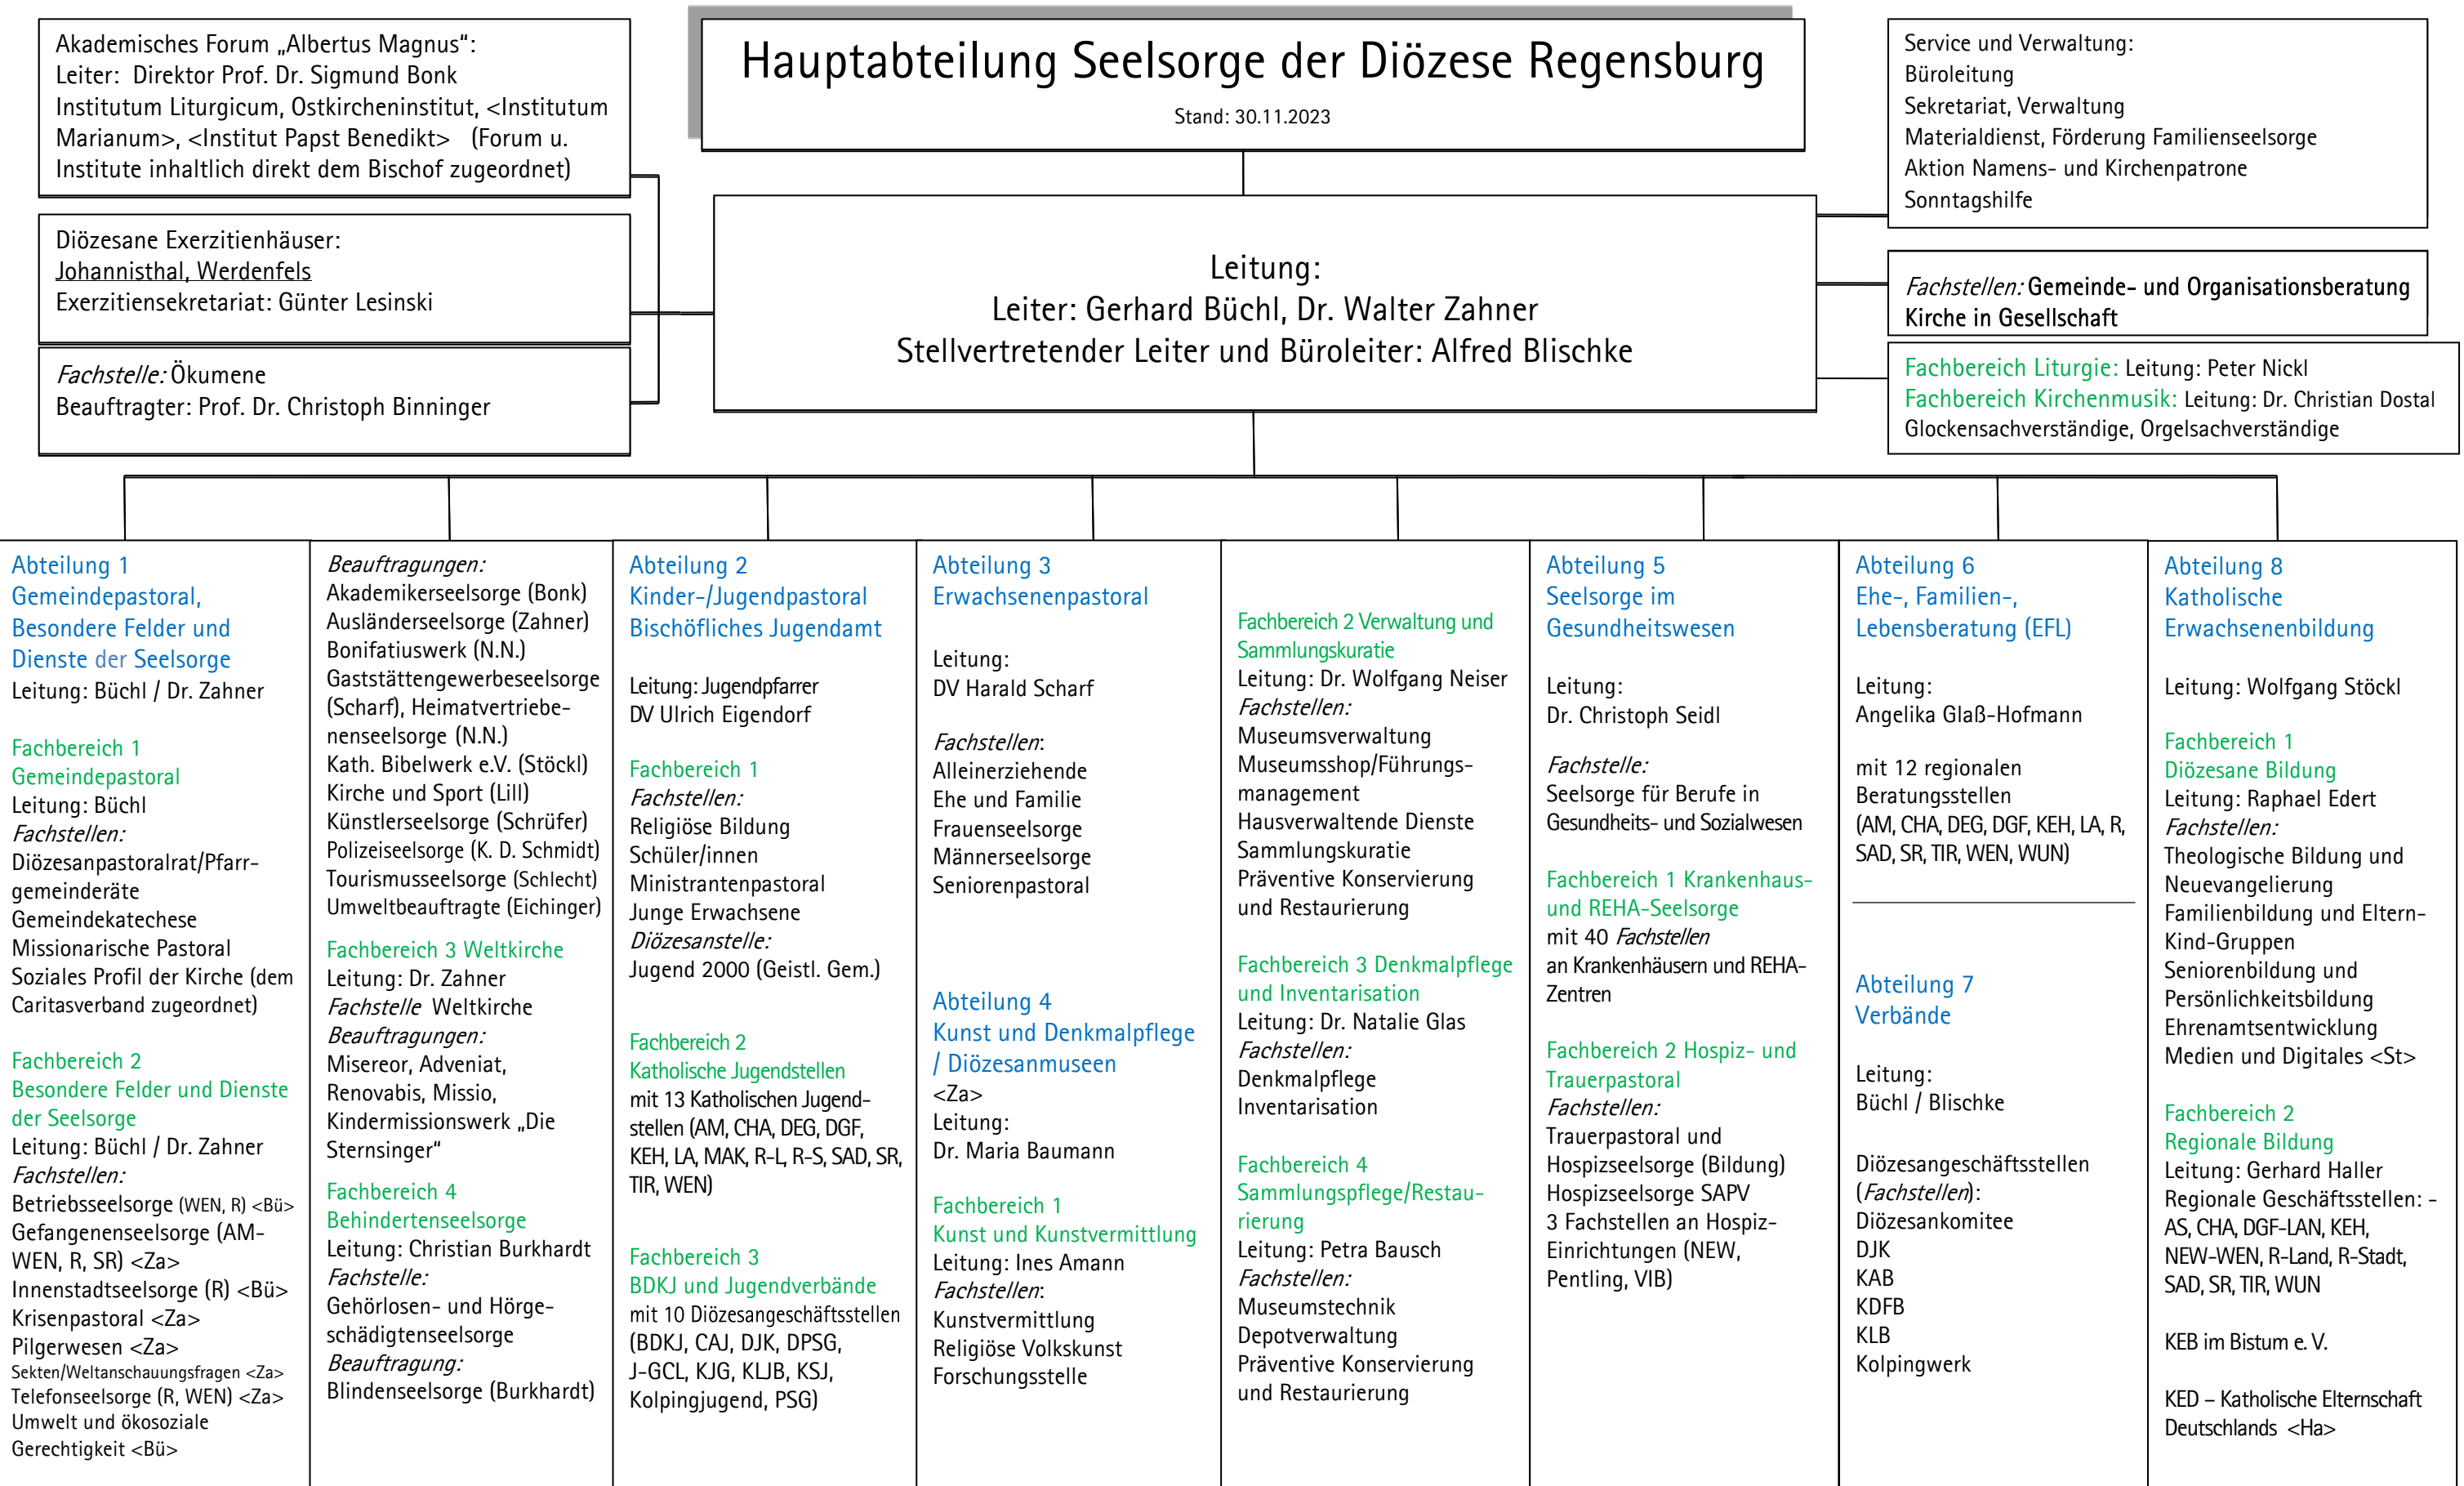 Akademisches Forum „Albertus Magnus“:
Leiter:  Direktor Prof. Dr. Sigmund Bonk
Institutum Liturgicum, Ostkircheninstitut, <Institutum
Marianum>, <Institut Papst Benedikt>   (Forum u.
Institute inhaltlich direkt dem Bischof zugeordnet)
Diözesane Exerzitienhäuser:
Johannisthal, Werdenfels
Exerzitiensekretariat: Günter Lesinski
Fachstelle: Ökumene
Beauftragter: Prof. Dr. Christoph Binninger
Hauptabteilung Seelsorge der Diözese Regensburg
Stand: 30.11.2023
Leitung:
Leiter: Gerhard Büchl, Dr. Walter Zahner
Stellvertretender Leiter und Büroleiter: Alfred Blischke
Service und Verwaltung:
Büroleitung
Sekretariat, Verwaltung
Materialdienst, Förderung Familienseelsorge
Aktion Namens- und Kirchenpatrone
Sonntagshilfe
Fachstellen: Gemeinde- und Organisationsberatung
Kirche in Gesellschaft
Fachbereich Liturgie: Leitung: Peter Nickl
Fachbereich Kirchenmusik: Leitung: Dr. Christian Dostal
Glockensachverständige, Orgelsachverständige
Abteilung 1
Gemeindepastoral,
Besondere Felder und
Dienste der Seelsorge
Leitung: Büchl / Dr. Zahner
Fachbereich 1
Gemeindepastoral
Leitung: Büchl
Fachstellen:
Diözesanpastoralrat/Pfarr-
gemeinderäte
Gemeindekatechese
Missionarische Pastoral
Soziales Profil der Kirche (dem
Caritasverband zugeordnet)
Fachbereich 2
Besondere Felder und Dienste
der Seelsorge
Leitung: Büchl / Dr. Zahner
Fachstellen:
Betriebsseelsorge (WEN, R) <Bü>
Gefangenenseelsorge (AM-
WEN, R, SR) <Za>
Innenstadtseelsorge (R) <Bü>
Krisenpastoral <Za>
Pilgerwesen <Za>
Sekten/Weltanschauungsfragen <Za>
Telefonseelsorge (R, WEN) <Za>
Umwelt und ökosoziale
Gerechtigkeit <Bü>
Beauftragungen:
Akademikerseelsorge (Bonk)
Ausländerseelsorge (Zahner)
Bonifatiuswerk (N.N.)
Gaststättengewerbeseelsorge
(Scharf), Heimatvertriebe-
nenseelsorge (N.N.)
Kath. Bibelwerk e.V. (Stöckl)
Kirche und Sport (Lill)
Künstlerseelsorge (Schrüfer)
Polizeiseelsorge (K. D. Schmidt)
Tourismusseelsorge (Schlecht)
Umweltbeauftragte (Eichinger)
Fachbereich 3 Weltkirche
Leitung: Dr. Zahner
Fachstelle Weltkirche
Beauftragungen:
Misereor, Adveniat,
Renovabis, Missio,
Kindermissionswerk „Die
Sternsinger“
Fachbereich 4
Behindertenseelsorge
Leitung: Christian Burkhardt
Fachstelle:
Gehörlosen- und Hörge-
schädigtenseelsorge
Beauftragung:
Blindenseelsorge (Burkhardt)
Abteilung 2
Kinder-/Jugendpastoral
Bischöfliches Jugendamt
Leitung: Jugendpfarrer
DV Ulrich Eigendorf
Fachbereich 1
Fachstellen:
Religiöse Bildung
Schüler/innen
Ministrantenpastoral
Junge Erwachsene
Diözesanstelle:
Jugend 2000 (Geistl. Gem.)
Fachbereich 2
Katholische Jugendstellen
mit 13 Katholischen Jugend-
stellen (AM, CHA, DEG, DGF,
KEH, LA, MAK, R-L, R-S, SAD, SR,
TIR, WEN)
Fachbereich 3
BDKJ und Jugendverbände
mit 10 Diözesangeschäftsstellen
(BDKJ, CAJ, DJK, DPSG,
J-GCL, KJG, KLJB, KSJ,
Kolpingjugend, PSG)
Abteilung 3
Erwachsenenpastoral
Leitung:
DV Harald Scharf
Fachstellen:
Alleinerziehende
Ehe und Familie
Frauenseelsorge
Männerseelsorge
Seniorenpastoral
Abteilung 4
Kunst und Denkmalpflege
/ Diözesanmuseen
<Za>
Leitung:
Dr. Maria Baumann
Fachbereich 1
Kunst und Kunstvermittlung
Leitung: Ines Amann
Fachstellen:
Kunstvermittlung
Religiöse Volkskunst
Forschungsstelle
Fachbereich 2 Verwaltung und
Sammlungskuratie
Leitung: Dr. Wolfgang Neiser
Fachstellen:
Museumsverwaltung
Museumsshop/Führungs-
management
Hausverwaltende Dienste
Sammlungskuratie
Präventive Konservierung
und Restaurierung
Fachbereich 3 Denkmalpflege
und Inventarisation
Leitung: Dr. Natalie Glas
Fachstellen:
Denkmalpflege
Inventarisation
Fachbereich 4
Sammlungspflege/Restau-
rierung
Leitung: Petra Bausch
Fachstellen:
Museumstechnik
Depotverwaltung
Präventive Konservierung
und Restaurierung
Abteilung 5
Seelsorge im
Gesundheitswesen
Leitung:
Dr. Christoph Seidl
Fachstelle:
Seelsorge für Berufe in
Gesundheits- und Sozialwesen
Fachbereich 1 Krankenhaus-
und REHA-Seelsorge
mit 40 Fachstellen
an Krankenhäusern und REHA-
Zentren
Fachbereich 2 Hospiz- und
Trauerpastoral
Fachstellen:
Trauerpastoral und
Hospizseelsorge (Bildung)
Hospizseelsorge SAPV
3 Fachstellen an Hospiz-
Einrichtungen (NEW,
Pentling, VIB)
Abteilung 6
Ehe-, Familien-,
Lebensberatung (EFL)
Leitung:
Angelika Glaß-Hofmann
mit 12 regionalen
Beratungsstellen
(AM, CHA, DEG, DGF, KEH, LA, R,
SAD, SR, TIR, WEN, WUN)
Abteilung 7
Verbände
Leitung:
Büchl / Blischke
Diözesangeschäftsstellen
(Fachstellen):
Diözesankomitee
DJK
KAB
KDFB
KLB
Kolpingwerk
Abteilung 8
Katholische
Erwachsenenbildung
Leitung: Wolfgang Stöckl
Fachbereich 1
Diözesane Bildung
Leitung: Raphael Edert
Fachstellen:
Theologische Bildung und
Neuevangelierung
Familienbildung und Eltern-
Kind-Gruppen
Seniorenbildung und
Persönlichkeitsbildung
Ehrenamtsentwicklung
Medien und Digitales <St>
Fachbereich 2
Regionale Bildung
Leitung: Gerhard Haller
Regionale Geschäftsstellen: -
AS, CHA, DGF-LAN, KEH,
NEW-WEN, R-Land, R-Stadt,
SAD, SR, TIR, WUN
KEB im Bistum e. V.
KED – Katholische Elternschaft
Deutschlands  <Ha>